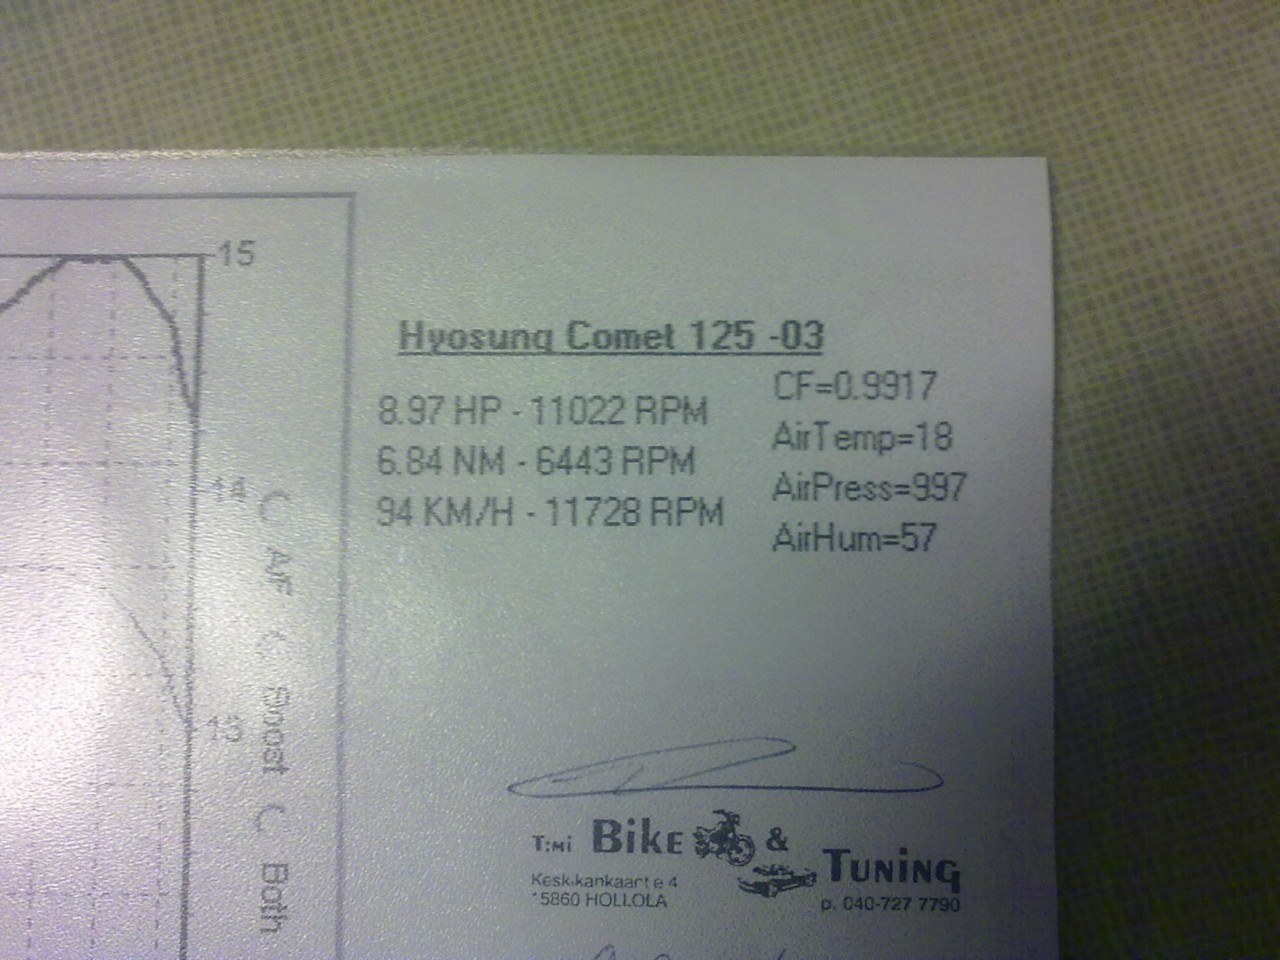 15
Hyosung Comet 125 -03
8.97 HP - 11022 RPM
6.84 NM - 6443 RPM
94 KM/H - 11728 RPM
CF=0.9917
AirTemp=18
AirPress=997
AirHum=57
14
A/F
Boost
Both
13
T:mi Bike & Tuning
Keskikankaart e 4
15860 HOLLOLA
p. 040-727 7790